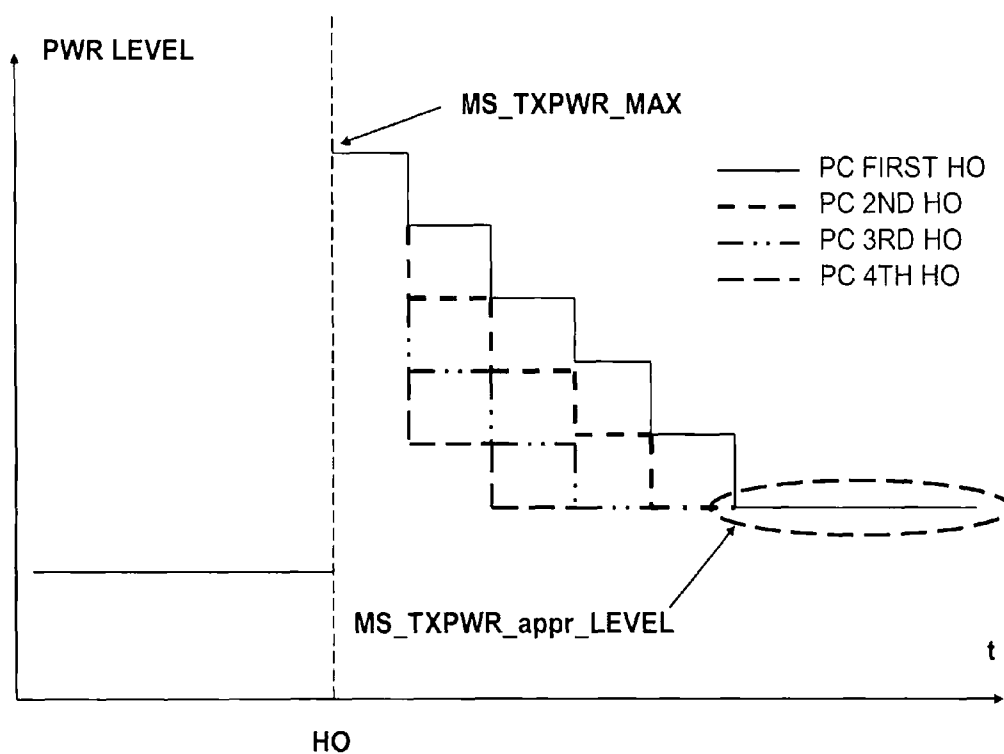 PWR LEVEL
MS_TXPWR_MAX
PC FIRST HO
PC 2ND HO
PC 3RD HO
PC 4TH HO
MS_TXPWR_appr_LEVEL
t
HO